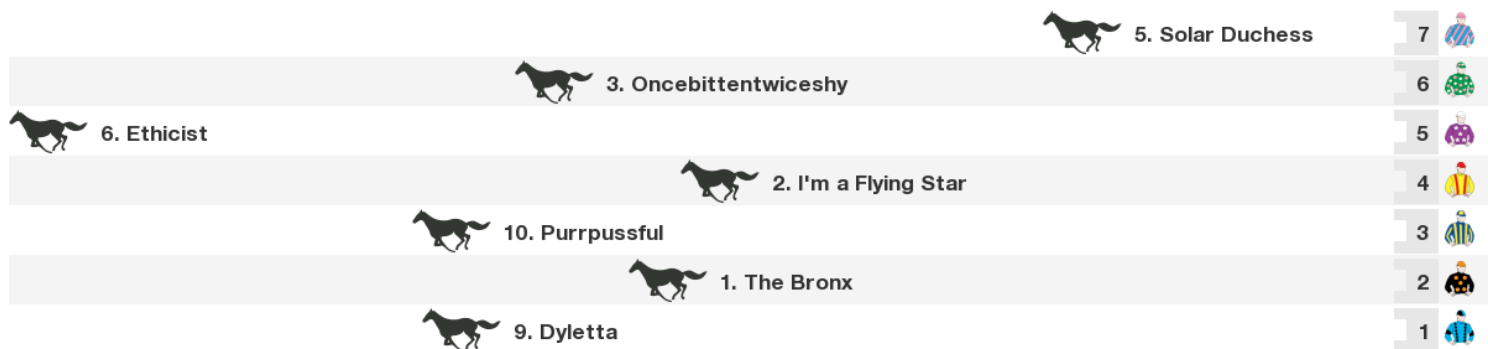 5. Solar Duchess 7
3. Oncebittentwiceshy 6
6. Ethicist 5
2. I'm a Flying Star 4
10. Purrpussful 3
1. The Bronx 2
9. Dyletta 1